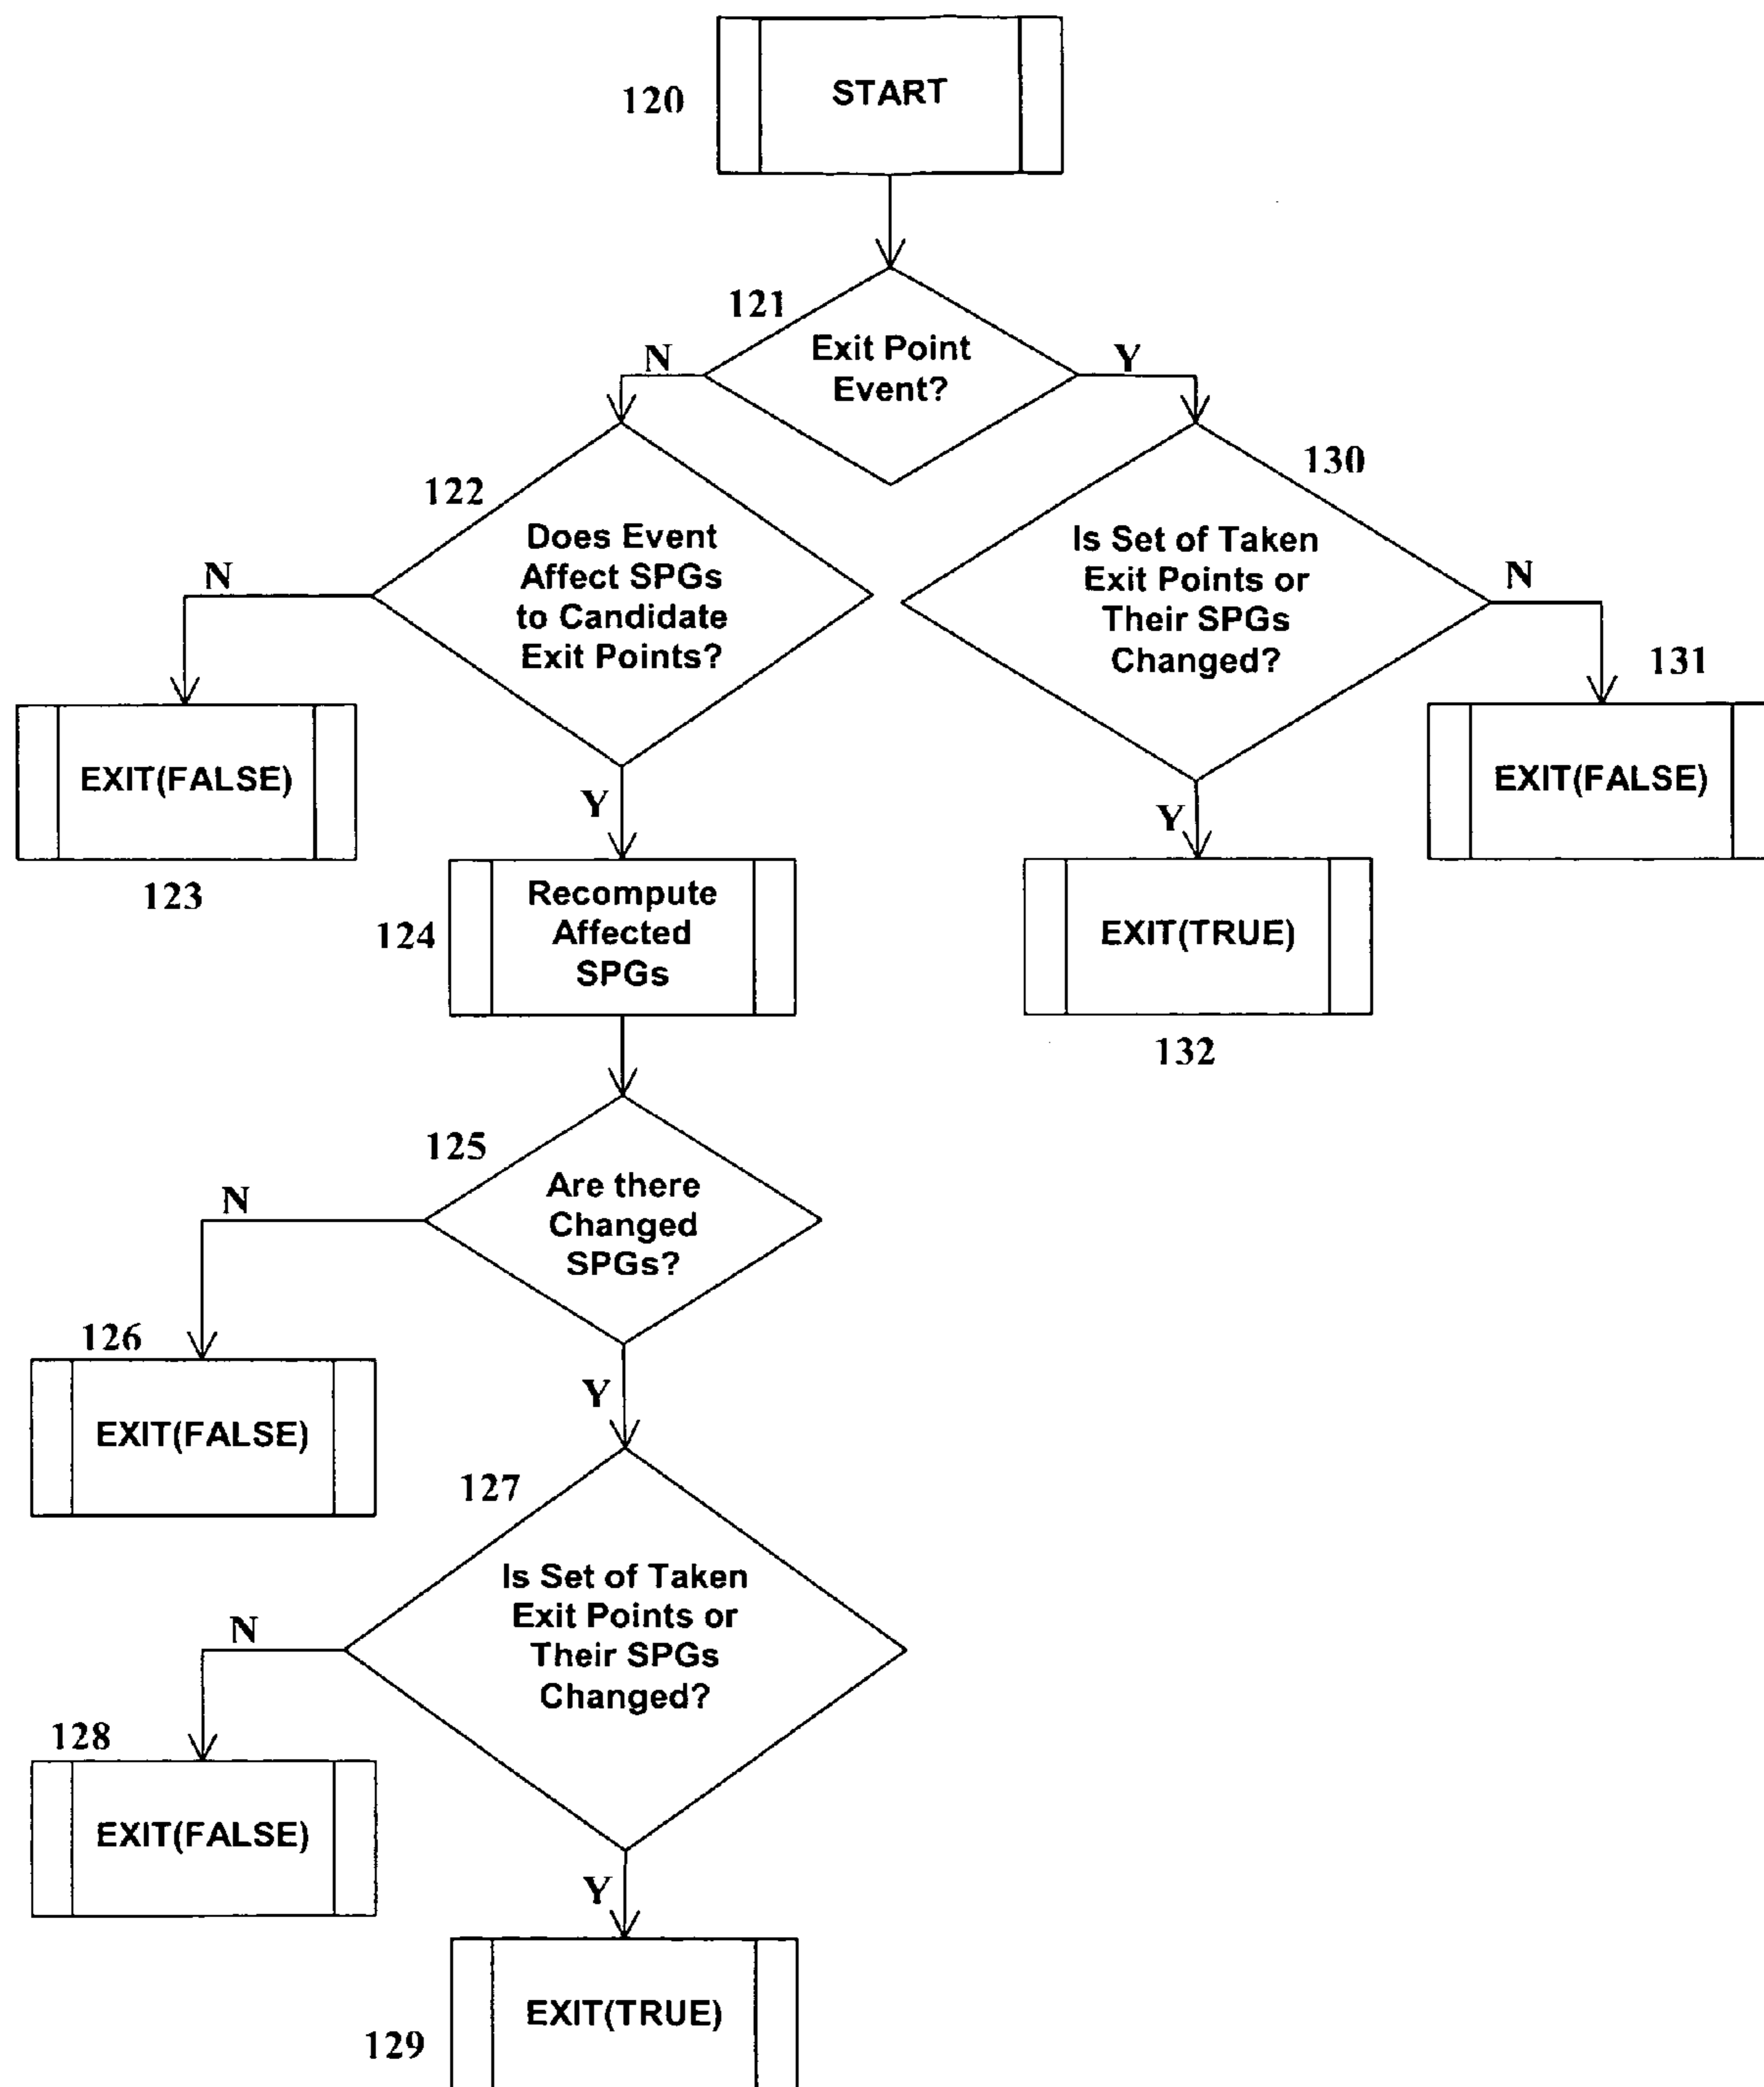 120
START
121
Exit Point
Event?
N
Y
122
Does Event
Affect SPGs
to Candidate
Exit Points?
130
Is Set of Taken
Exit Points or
Their SPGs
Changed?
N
N
131
EXIT(FALSE)
123
Y
Y
EXIT(FALSE)
124
Recompute
Affected
SPGs
EXIT(TRUE)
132
125
Are there
Changed
SPGs?
N
126
EXIT(FALSE)
Y
127
Is Set of Taken
Exit Points or
Their SPGs
Changed?
N
128
EXIT(FALSE)
Y
129
EXIT(TRUE)